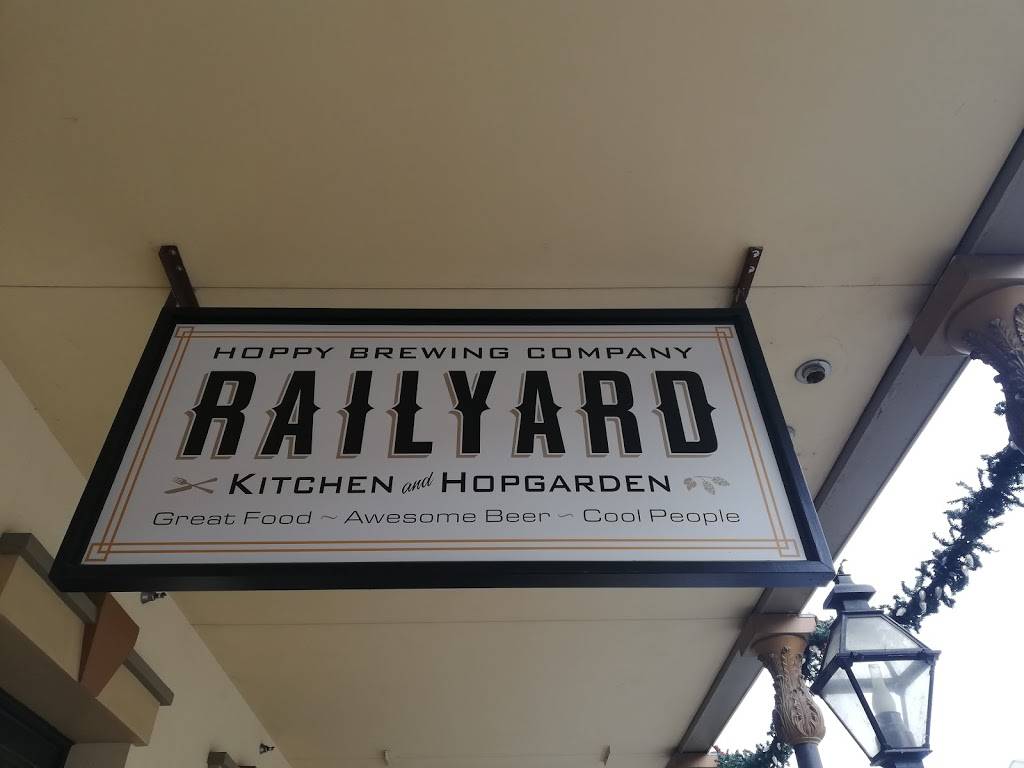 HOPPY BREWING COMPANY
RAILYARD
KITCHEN and HOPGARDEN
Great Food ~ Awesome Beer ~ Cool People